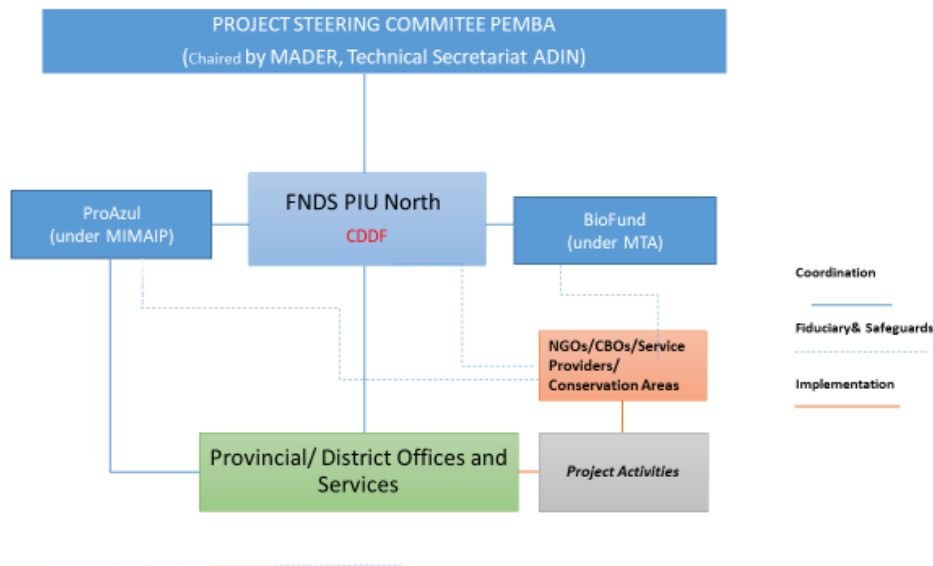 PROJECT STEERING COMMITEE PEMBA
(Chaired by MADER, Technical Secretariat ADIN)
FNDS PIU North
CDDF
ProAzul
(under MIMAIP)
BioFund
(under MTA)
Coordination
Fiduciary& Safeguards
NGOs/CBOs/Service
Providers/
Conservation Areas
Implementation
Provincial/ District Offices and
Services
Project Activities